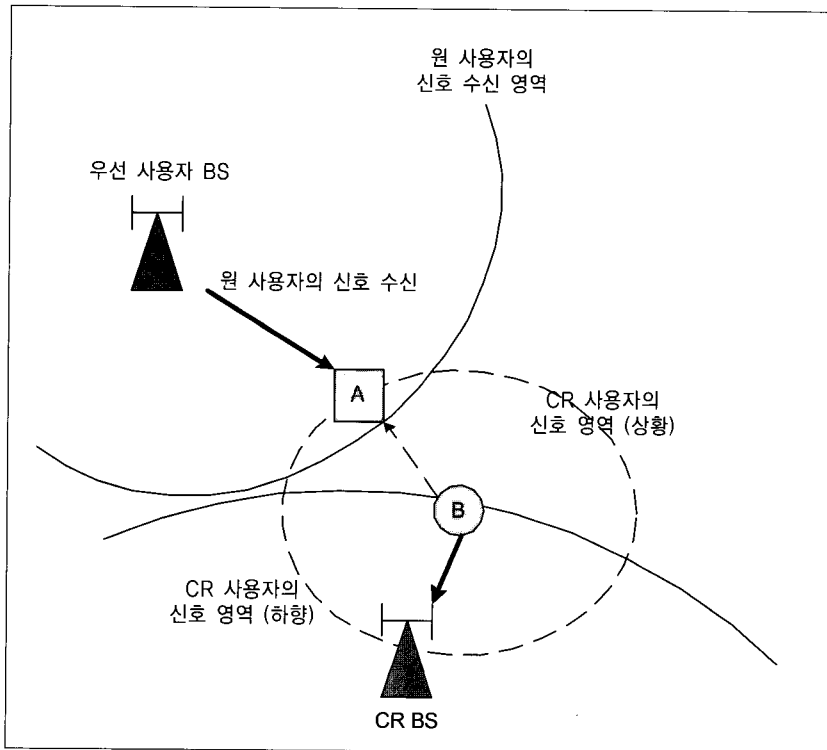 원 사용자의
신호 수신 영역
우선 사용자 BS
원 사용자의 신호 수신
A
CR 사용자의
신호 영역 (상황)
B
CR 사용자의
신호 영역 (하향)
CR BS